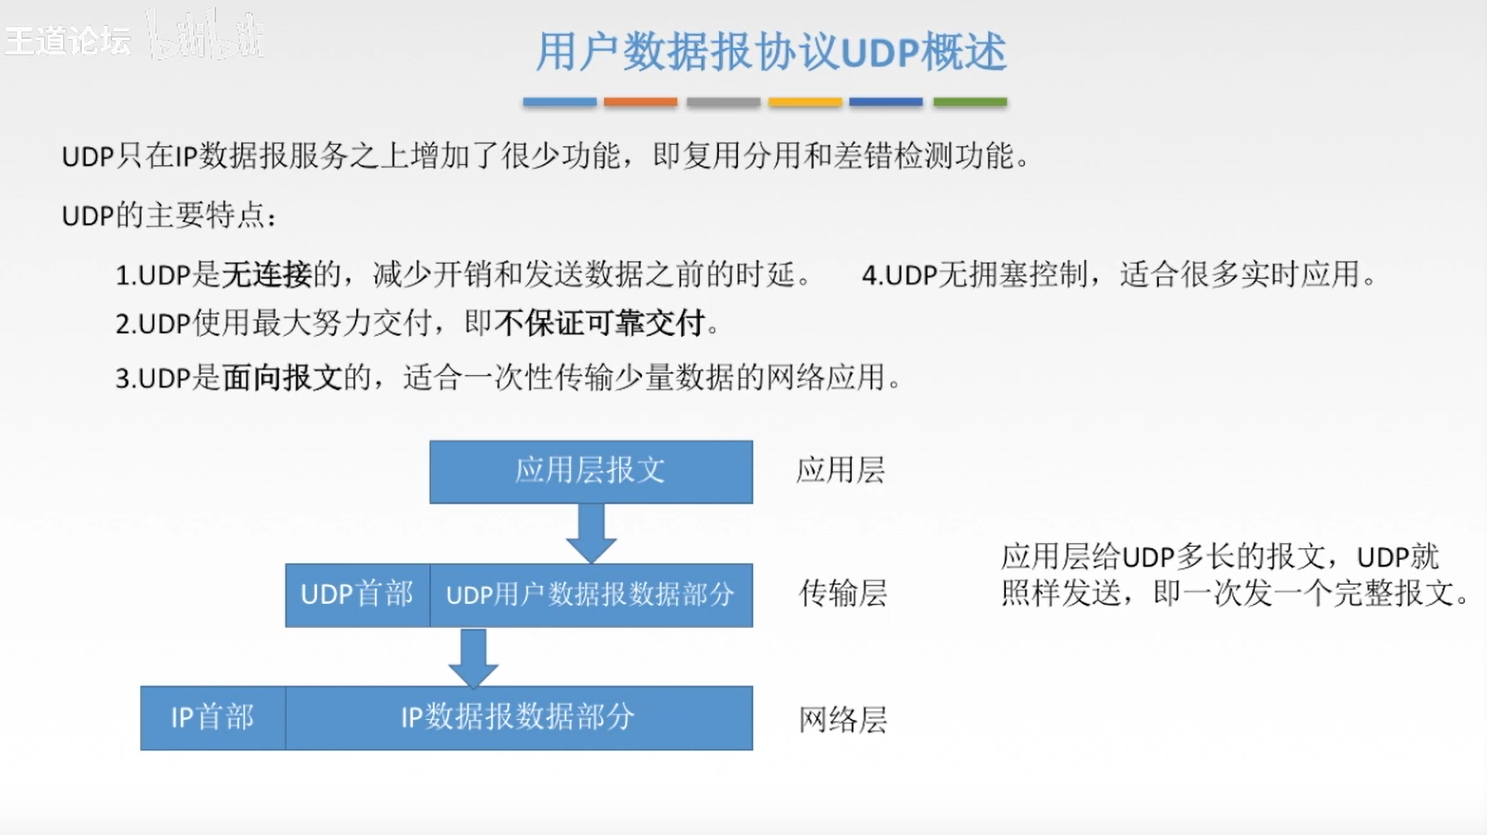 王道论坛 bilibili
用户数据报协议UDP概述
UDP只在IP数据报服务之上增加了很少功能，即复用分用和差错检测功能。
UDP的主要特点：
1.UDP是无连接的，减少开销和发送数据之前的时延。
4.UDP无拥塞控制，适合很多实时应用。
2.UDP使用最大努力交付，即不保证可靠交付。
3.UDP是面向报文的，适合一次性传输少量数据的网络应用。
应用层报文
应用层
UDP首部
UDP用户数据报数据部分
传输层
应用层给UDP多长的报文，UDP就
照样发送，即一次发一个完整报文。
IP首部
IP数据报数据部分
网络层